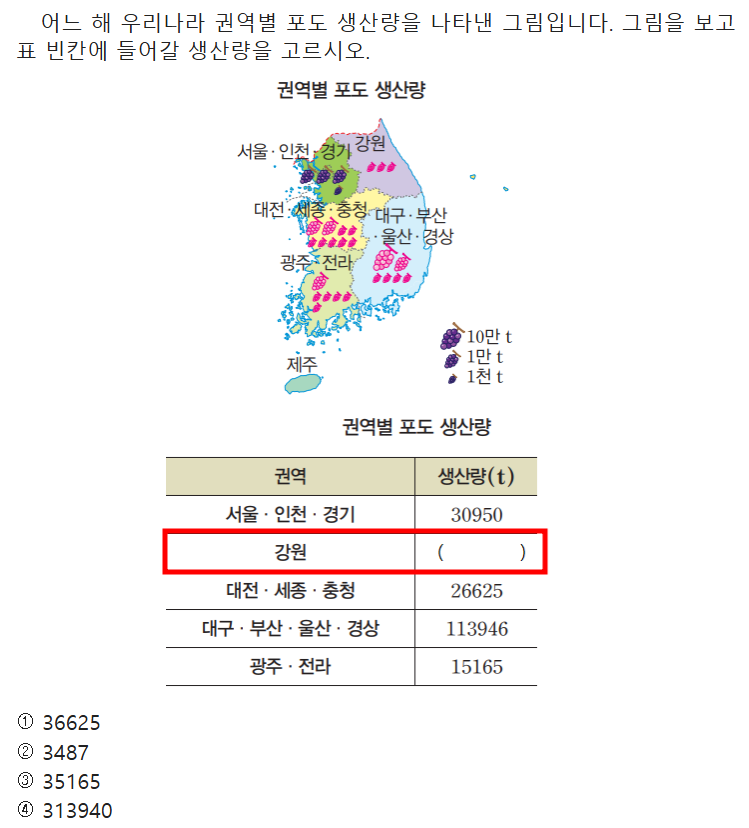 어느 해 우리나라 권역별 포도 생산량을 나타낸 그림입니다. 그림을 보고
표 빈칸에 들어갈 생산량을 고르시오.
권역별 포도 생산량
서울·인천·경기
강원
대전·세종·충청
대구·부산
·울산·경상
광주·전라
제주
10만 t
1만 t
1천 t
권역별 포도 생산량
권역 생산량(t)
서울·인천·경기 30950
강원 ( )
대전·세종·충청 26625
대구·부산·울산·경상 113946
광주·전라 15165
① 36625
② 3487
③ 35165
④ 313940